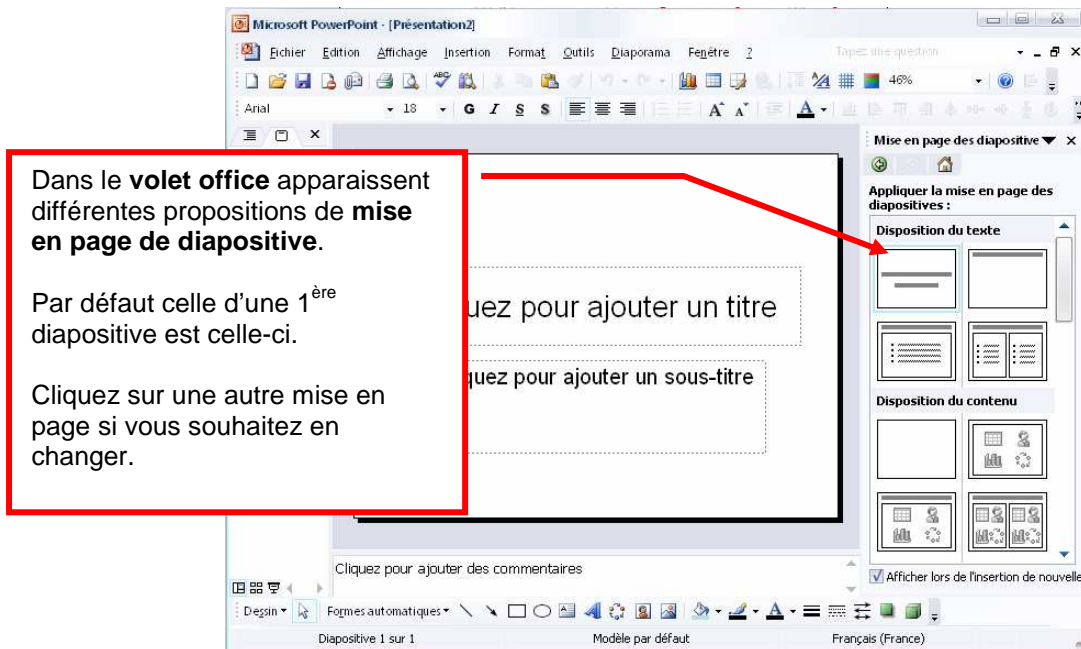 Microsoft PowerPoint - [Présentation2]
Fichier Edition Affichage Insertion Format Outils Diaporama Fenêtre ? Tapez une question
46%
Arial 18 G I S S
Mise en page des diapositive
Appliquer la mise en page des
diapositives :
Disposition du texte
Dans le volet office apparaissent
différentes propositions de mise
en page de diapositive.
Par défaut celle d'une 1ère
diapositive est celle-ci.
Cliquez sur une autre mise en
page si vous souhaitez en
changer.
uez pour ajouter un titre
quez pour ajouter un sous-titre
Disposition du contenu
Cliquez pour ajouter des commentaires
Afficher lors de l'insertion de nouvelle
Dessin Formes automatiques
Diapositive 1 sur 1 Modèle par défaut Français (France)